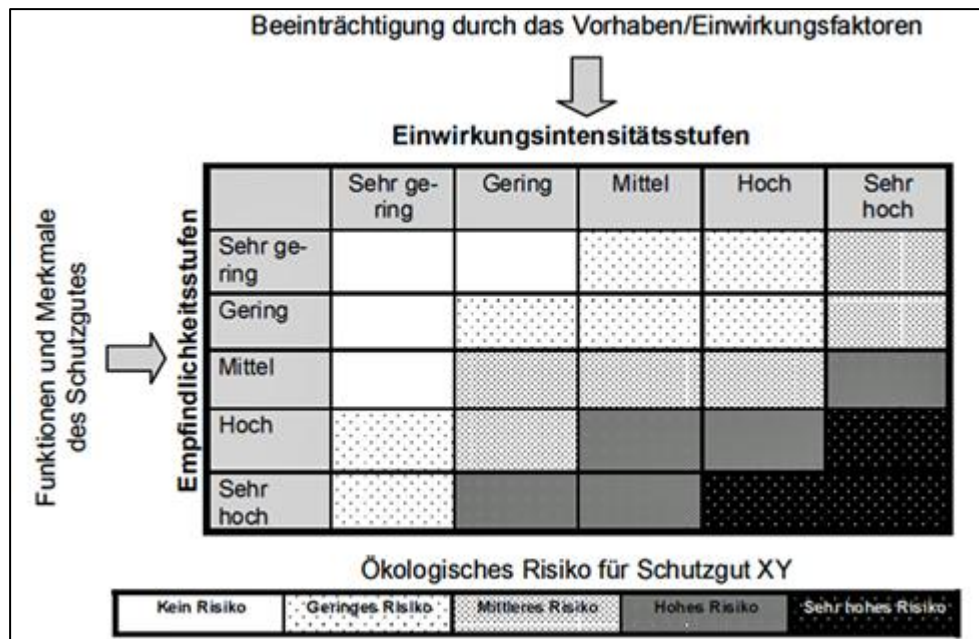 Beeinträchtigung durch das Vorhaben/Einwirkungsfaktoren
Einwirkungsintensitätsstufen
Sehr ge-
ring
Gering
Mittel
Hoch
Sehr
hoch
Funktionen und Merkmale
des Schutzgutes
Empfindlichkeitsstufen
Sehr ge-
ring
Gering
Mittel
Hoch
Sehr
hoch
Ökologisches Risiko für Schutzgut XY
Kein Risiko
Geringes Risiko
Mittleres Risiko
Hohes Risiko
Sehr hohes Risiko